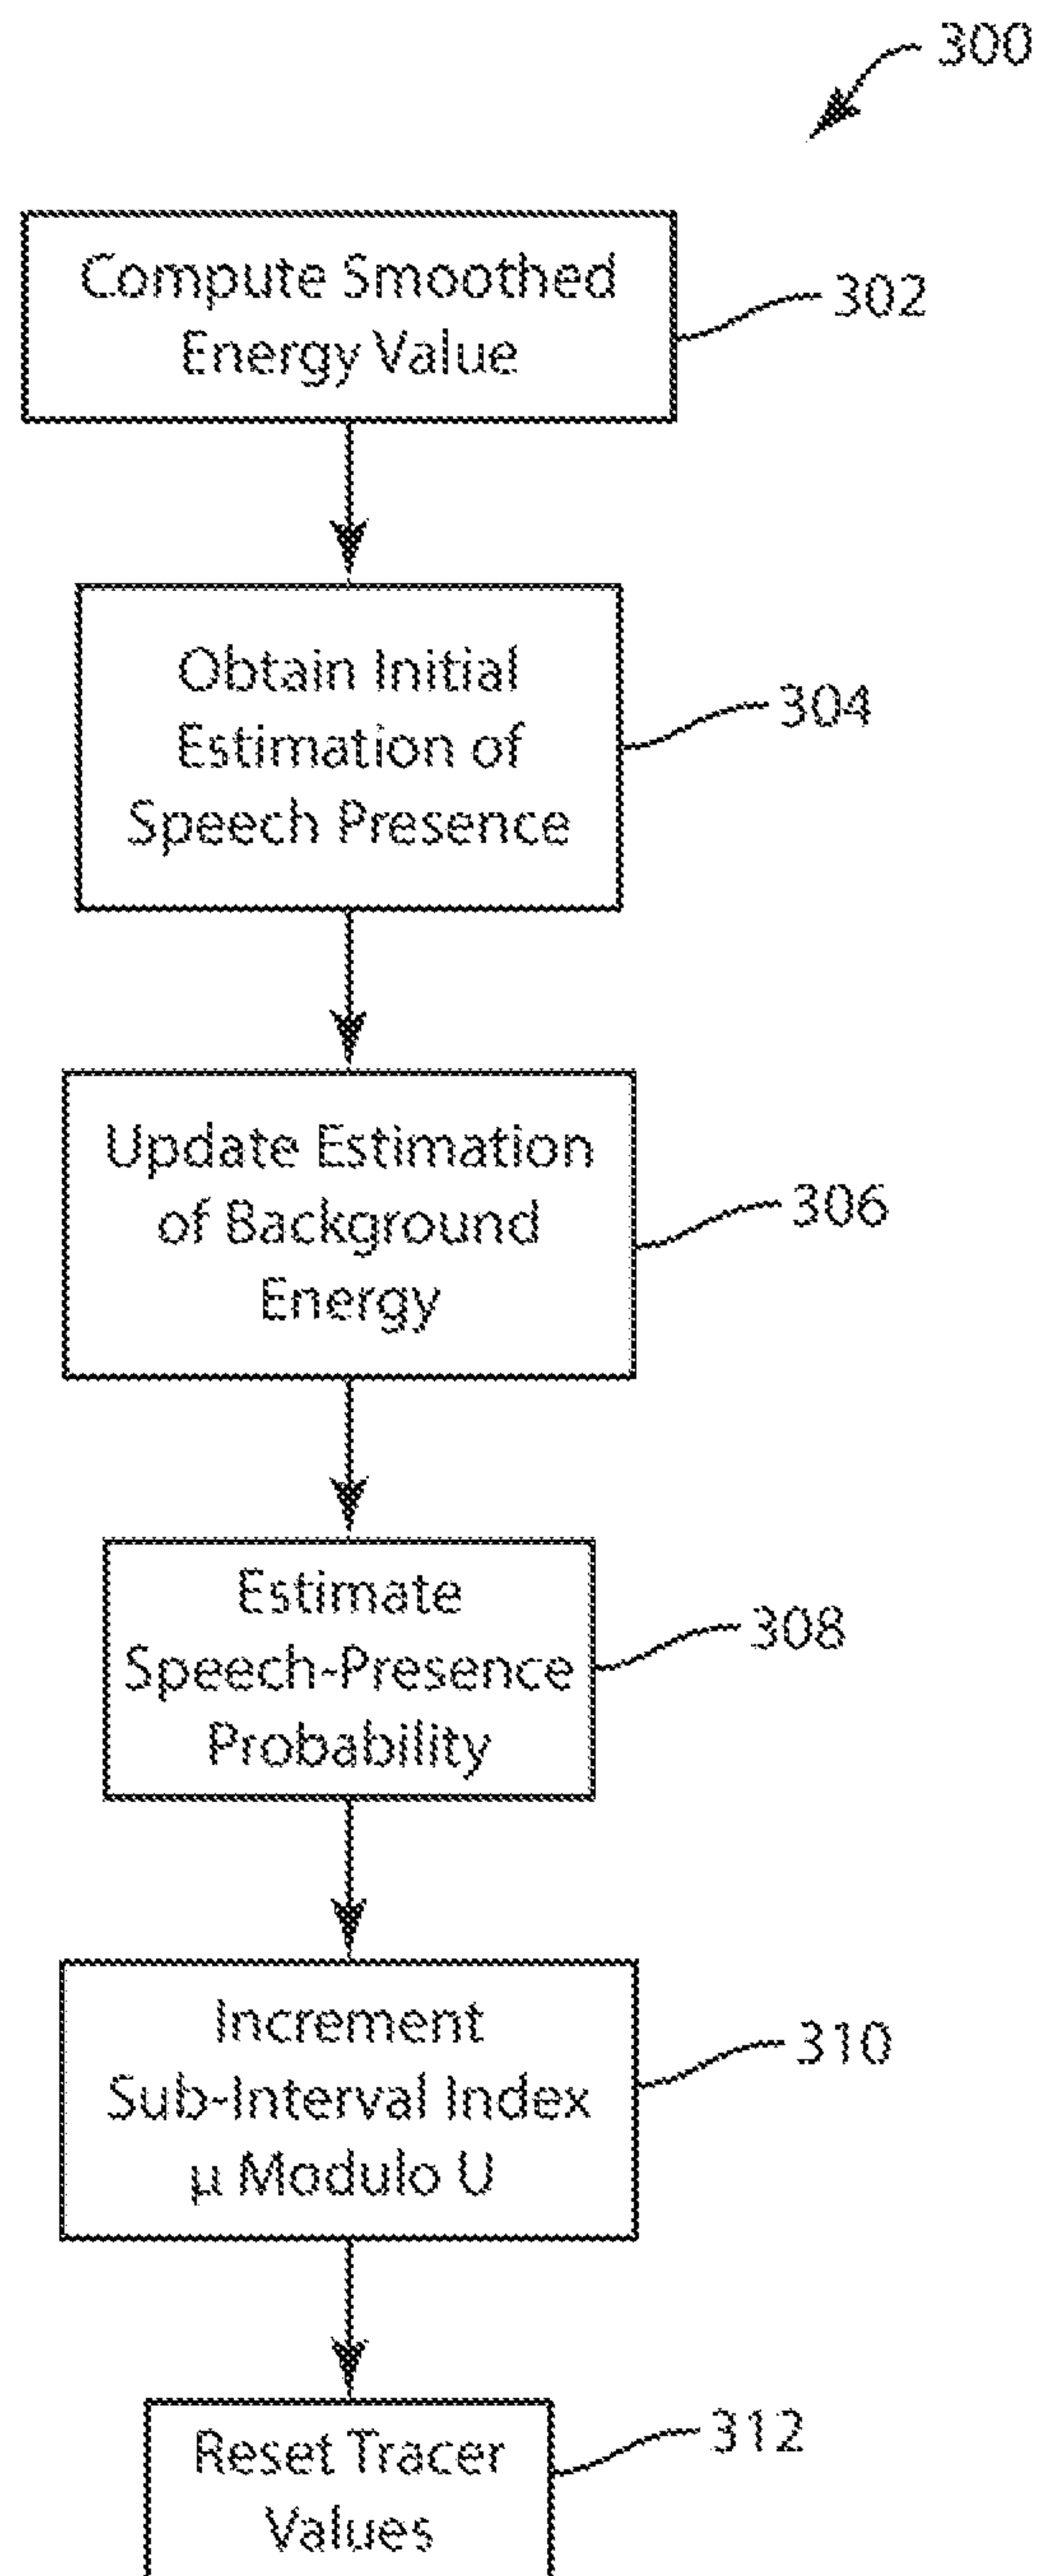 300
Compute Smoothed
Energy Value
302
Obtain Initial
Estimation of
Speech Presence
304
Update Estimation
of Background
Energy
306
Estimate
Speech-Presence
Probability
308
Increment
Sub-Interval Index
µ Modulo U
310
Reset Tracer
Values
312